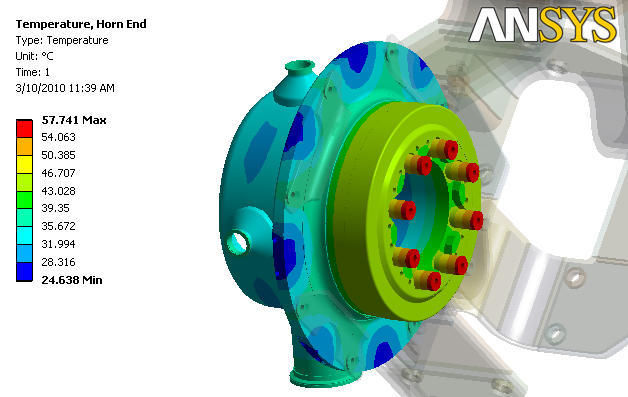 Temperature, Horn End
Type: Temperature
Unit: °C
Time: 1
3/10/2010 11:39 AM
ANSYS
57.741 Max
54.063
50.385
46.707
43.028
39.35
35.672
31.994
28.316
24.638 Min